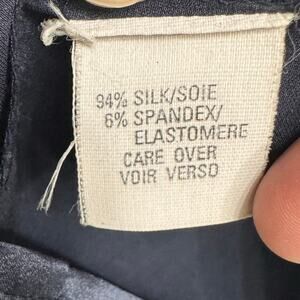 94% SILK/SOIE
6% SPANDEX/
ELASTOMERE
CARE OVER
VOIR VERSO